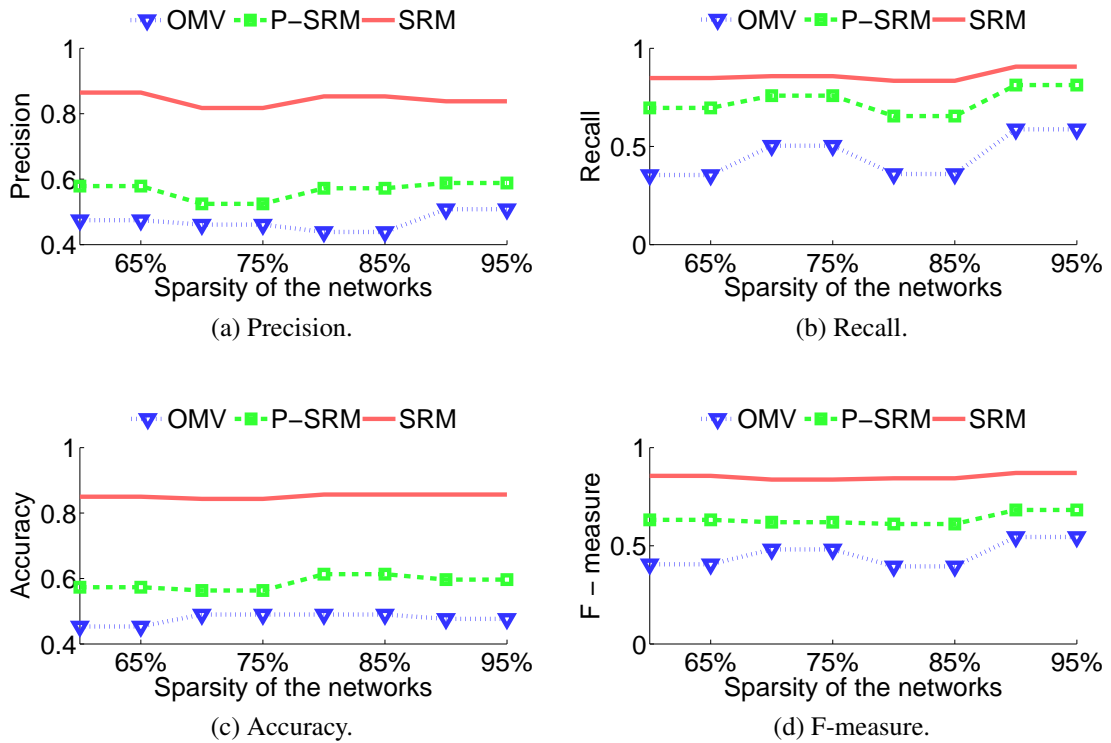 OMV P-SRM SRM
1
0.8
0.6
0.4
Precision
65% 75% 85% 95%
Sparsity of the networks
(a) Precision.
OMV P-SRM SRM
1
0.5
0
Recall
65% 75% 85% 95%
Sparsity of the networks
(b) Recall.
OMV P-SRM SRM
1
0.8
0.6
0.4
Accuracy
65% 75% 85% 95%
Sparsity of the networks
(c) Accuracy.
OMV P-SRM SRM
1
0.5
0
F - measure
65% 75% 85% 95%
Sparsity of the networks
(d) F-measure.